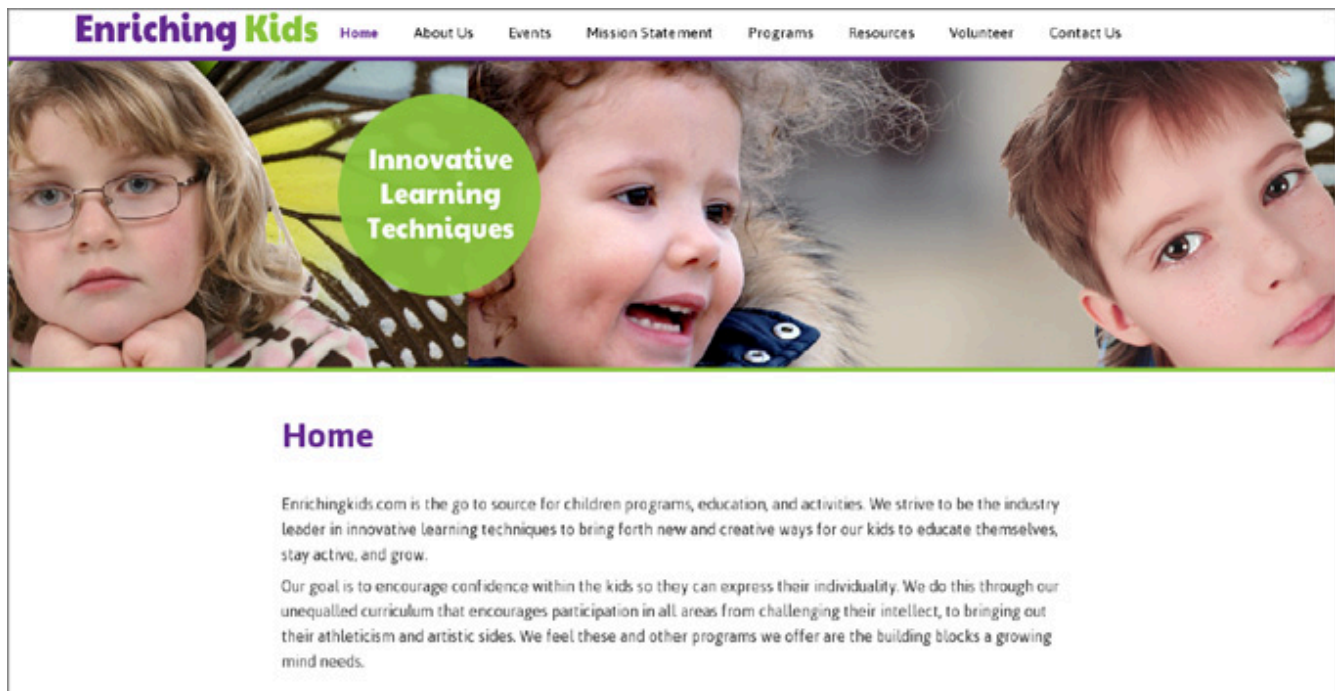 Enriching Kids Home About Us Events Mission Statement Programs Resources Volunteer Contact Us
Innovative
Learning
Techniques
Home
Enrichingkids.com is the go to source for children programs, education, and activities. We strive to be the industry
leader in innovative learning techniques to bring forth new and creative ways for our kids to educate themselves,
stay active, and grow.
Our goal is to encourage confidence within the kids so they can express their individuality. We do this through our
unequalled curriculum that encourages participation in all areas from challenging their intellect, to bringing out
their athleticism and artistic sides. We feel these and other programs we offer are the building blocks a growing
mind needs.